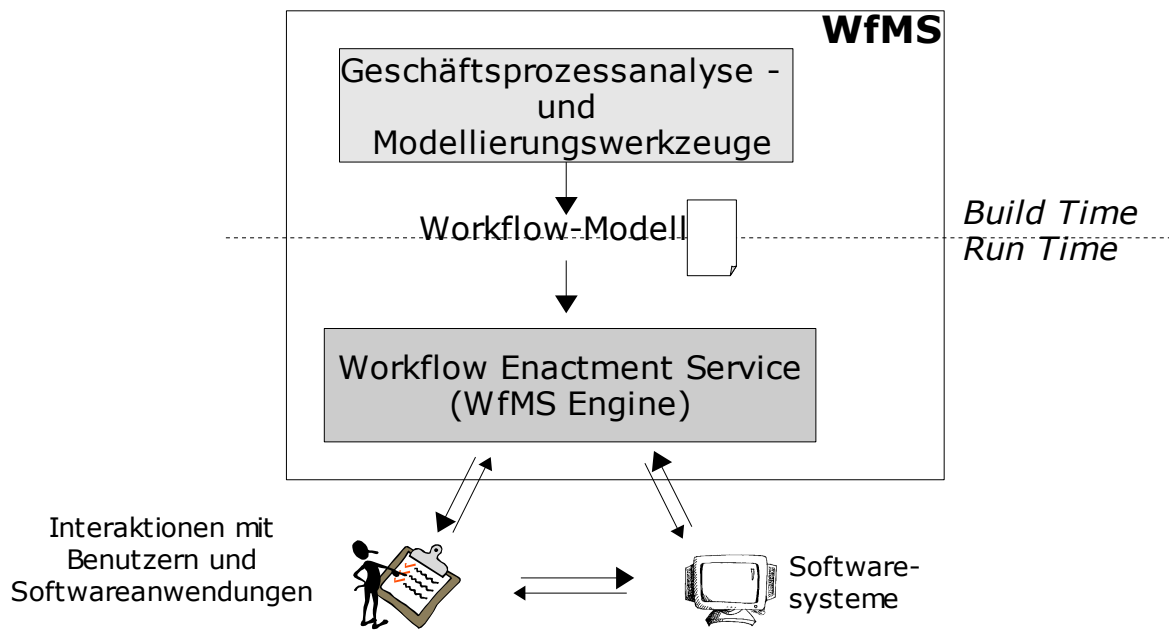 WfMS
Geschäftsprozessanalyse -
und
Modellierungswerkzeuge
Workflow-Modell
Build Time
Run Time
Workflow Enactment Service
(WfMS Engine)
Interaktionen mit
Benutzern und
Softwareanwendungen
Software-
systeme